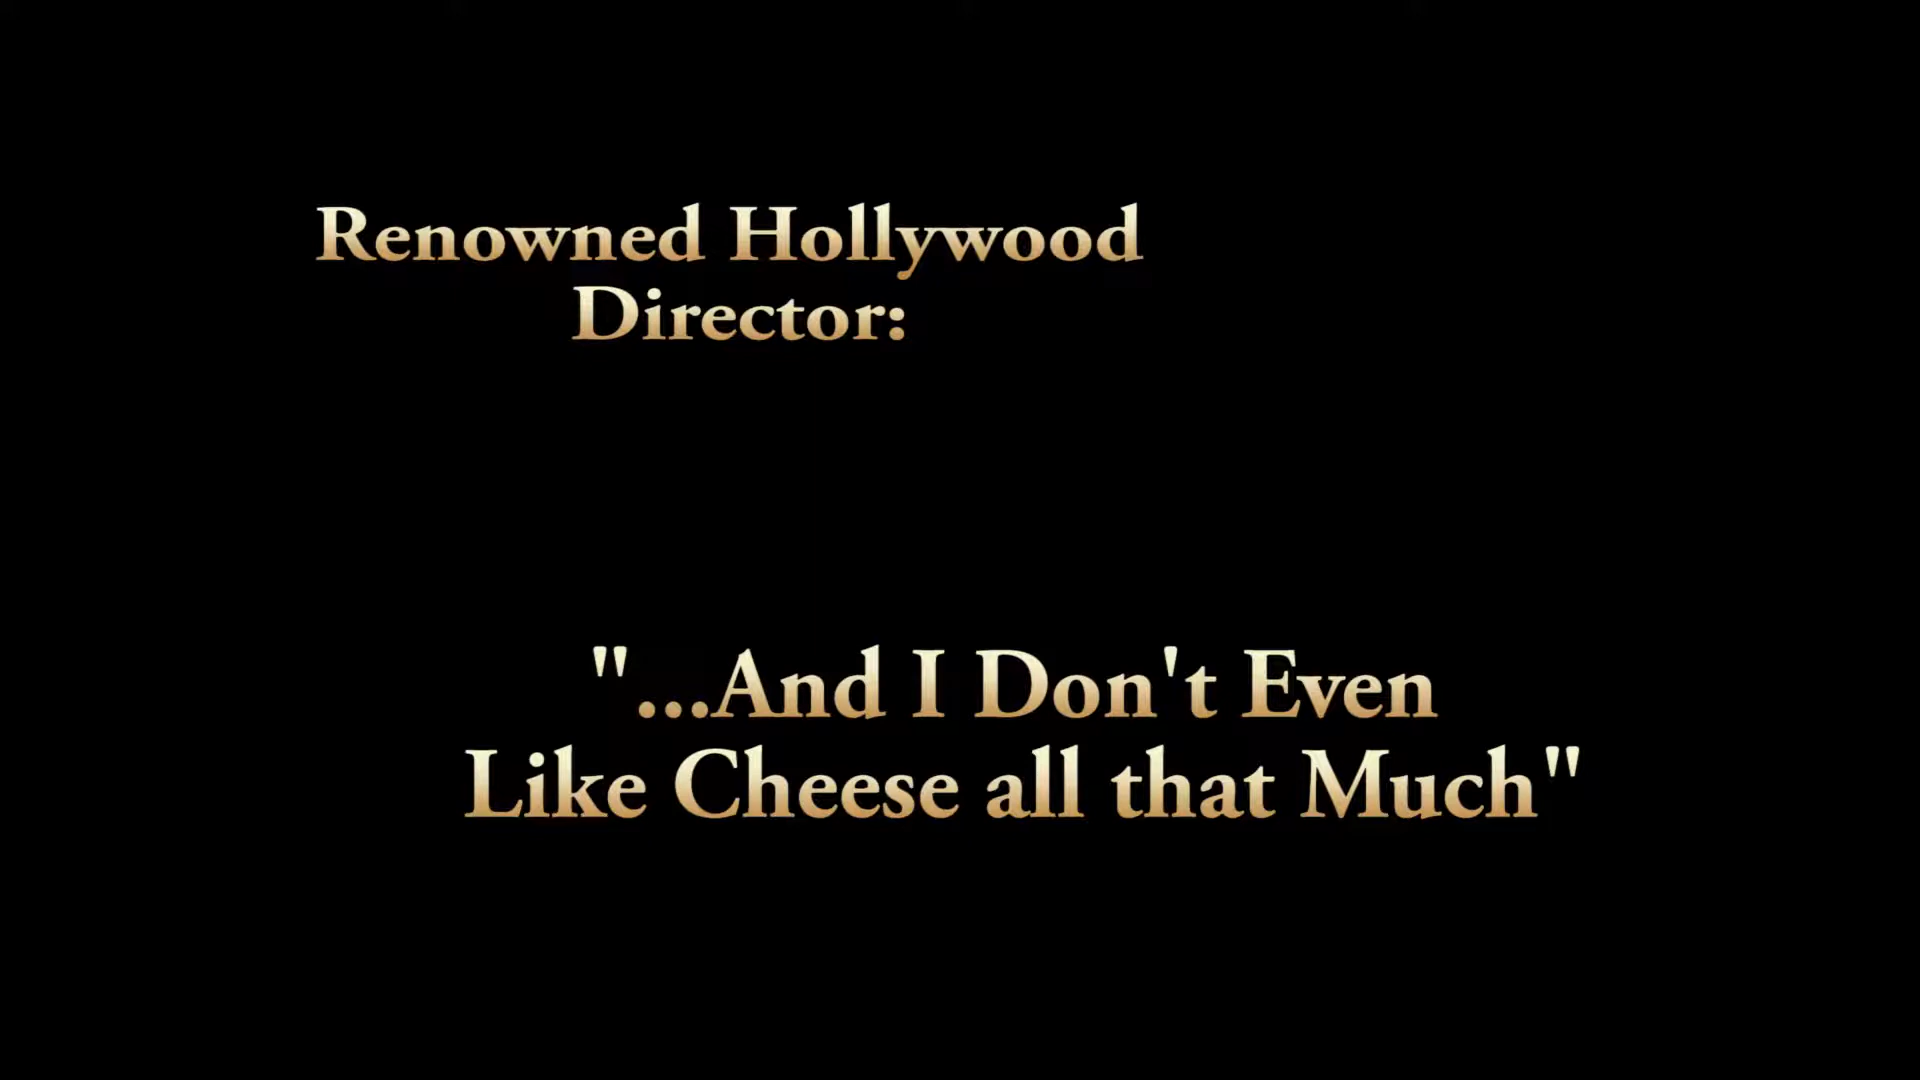 Renowned Hollywood
Director:
"...And I Don't Even
Like Cheese all that Much"